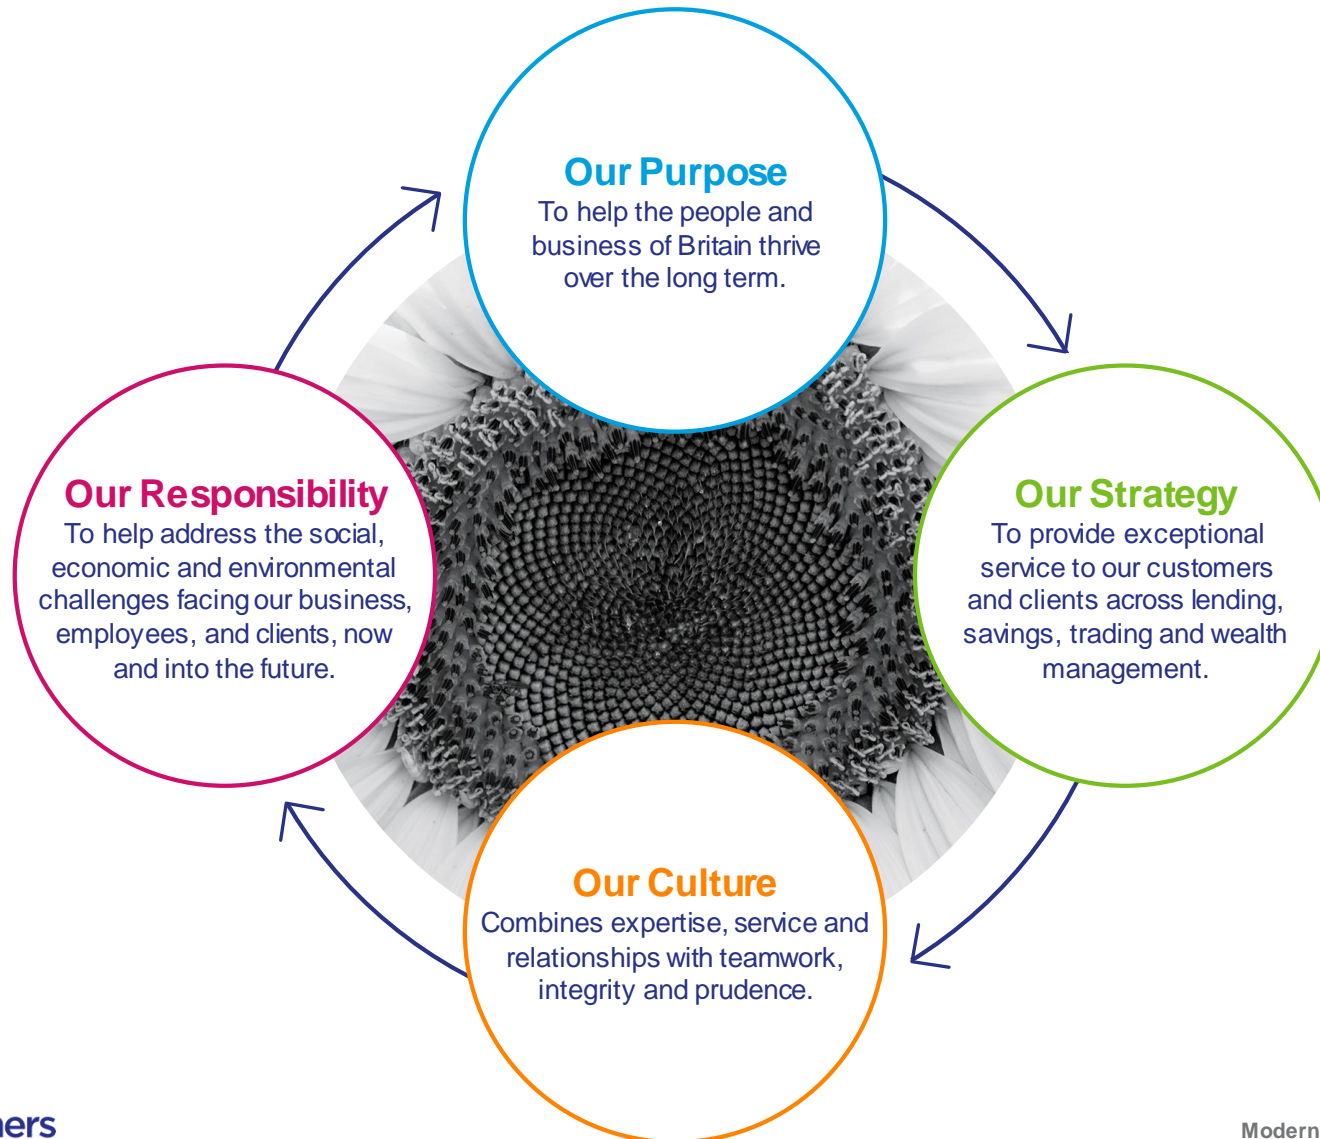 Our Purpose
To help the people and
business of Britain thrive
over the long term.
Our Responsibility
To help address the social,
economic and environmental
challenges facing our business,
employees, and clients, now
and into the future.
Our Strategy
To provide exceptional
service to our customers
and clients across lending,
savings, trading and wealth
management.
Our Culture
Combines expertise, service and
relationships with teamwork,
integrity and prudence.
ners
Modern